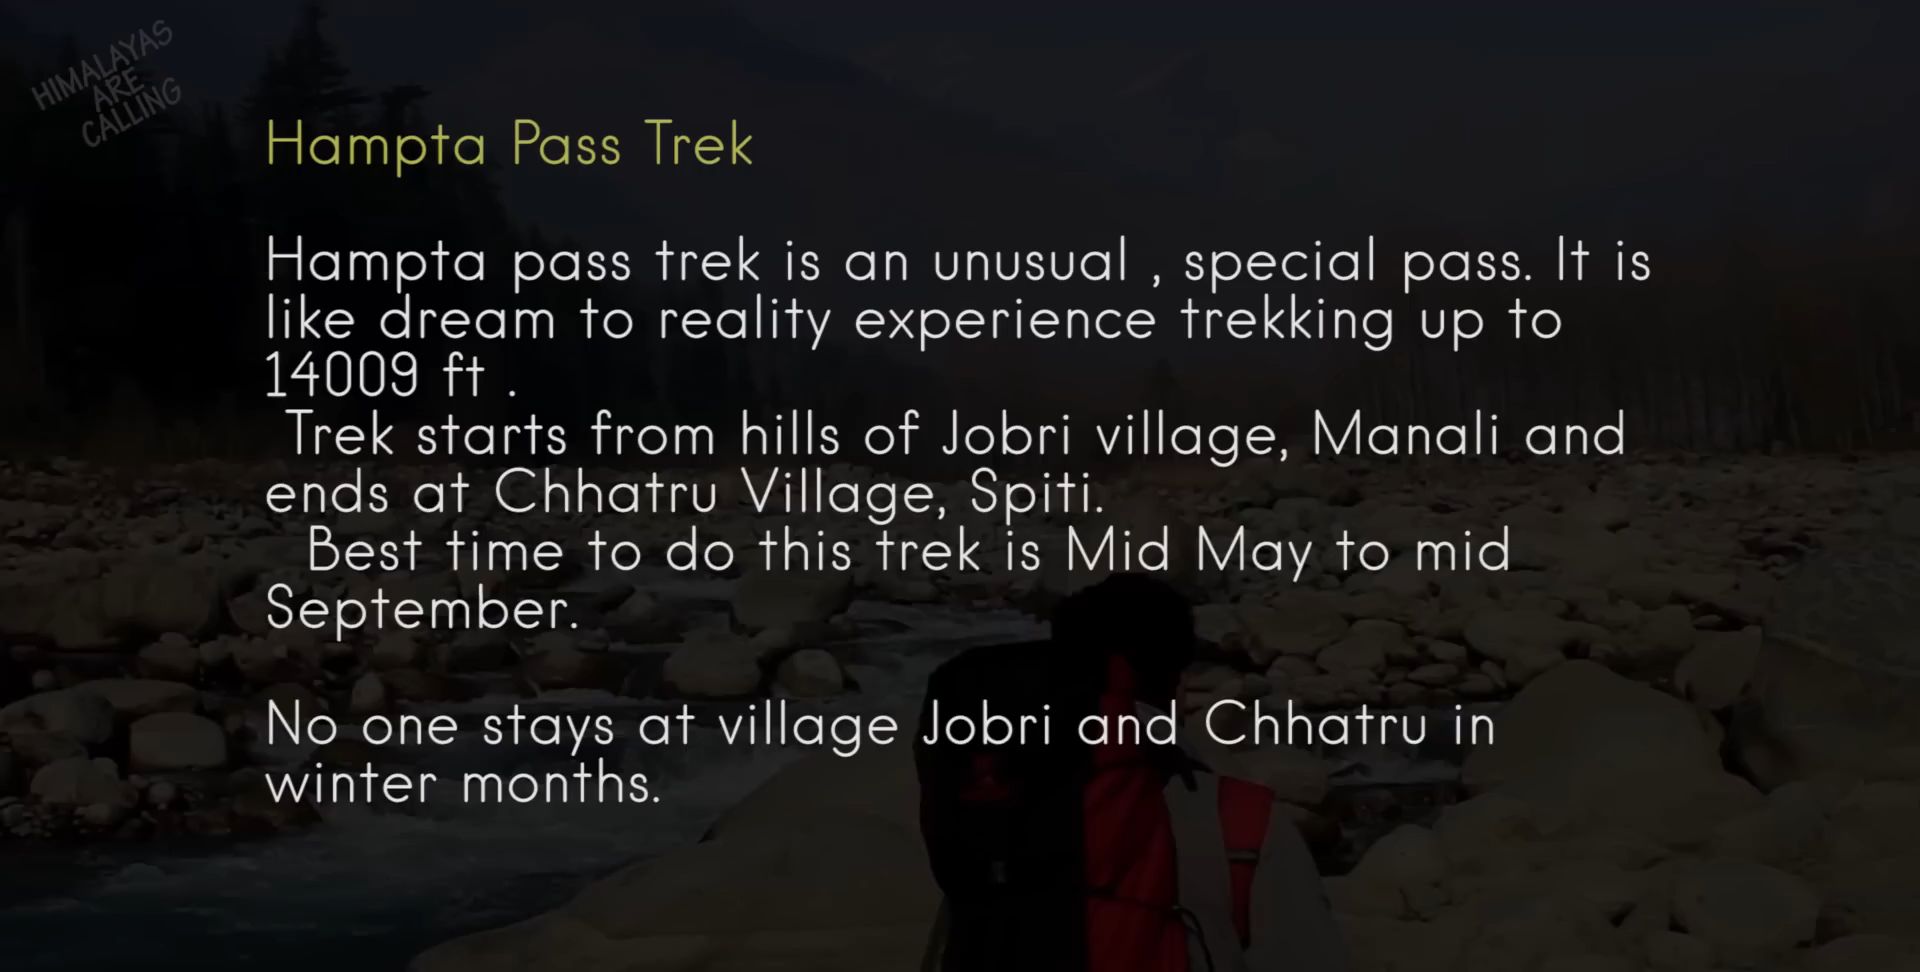 HIMALAYAS
ARE
CALLING
Hampta Pass Trek
Hampta pass trek is an unusual , special pass. It is
like dream to reality experience trekking up to
14009 ft .
Trek starts from hills of Jobri village, Manali and
ends at Chhatru Village, Spiti.
Best time to do this trek is Mid May to mid
September.
No one stays at village Jobri and Chhatru in
winter months.